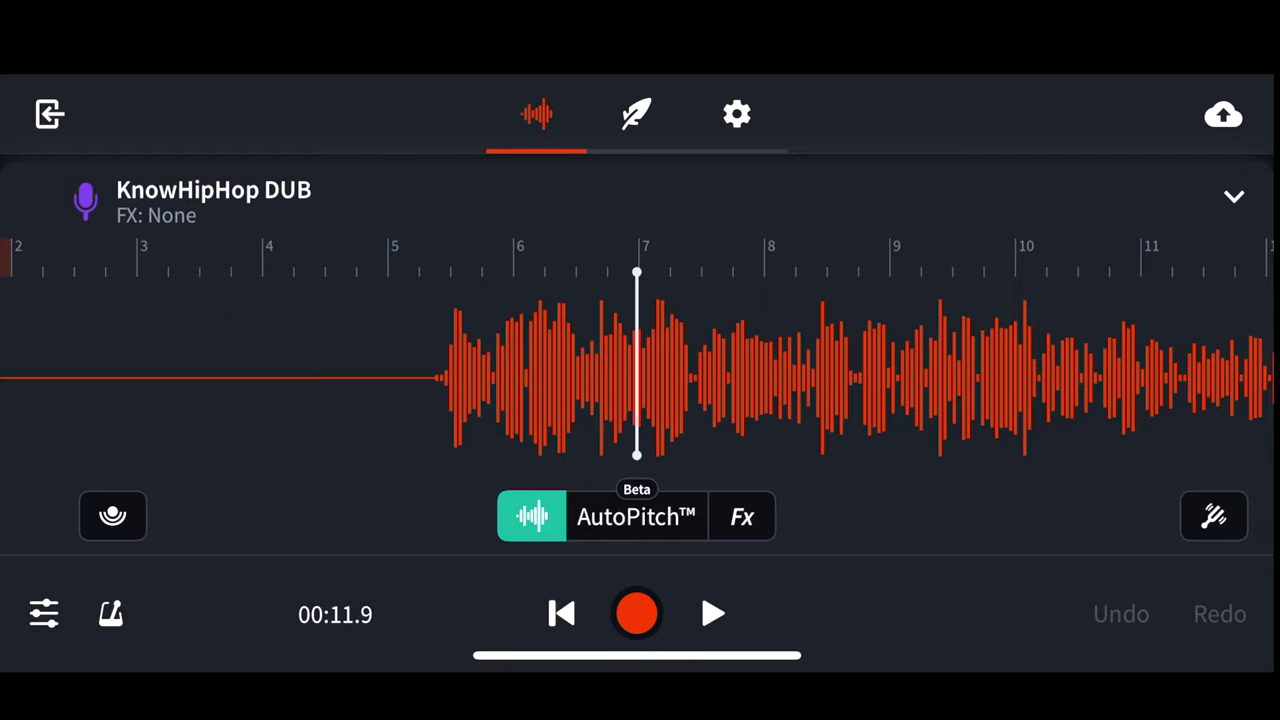 KnowHipHop DUB
FX: None
2 3 4 5 6 7 8 9 10 11
Beta
AutoPitch™ Fx
00:11.9 Undo Redo